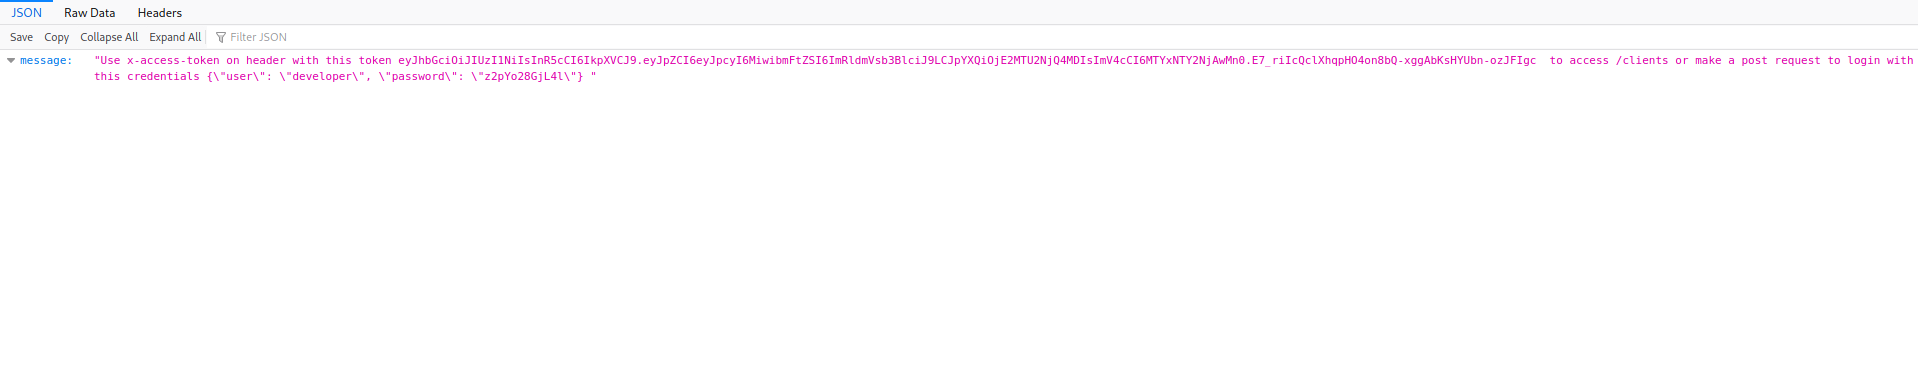 JSON Raw Data Headers
Save Copy Collapse All Expand All Filter JSON
message: "Use x-access-token on header with this token eyJhbGciOiJIUzI1NiIsInR5cCI6IkpXVCJ9.eyJpZCI6eyJpcyI6MiwibmFtZSI6ImRldmVsb3BlciJ9LCJpYXQiOjE2MTU2NjQ4MDIsImV4cCI6MTYxNTY2NjAwMn0.E7_riIcQclXhqpHO4on8bQ-xggAbKsHYUbn-ozJFIgc to access /clients or make a post request to login with
this credentials {\"user\": \"developer\", \"password\": \"z2pYo28GjL4l\"} "